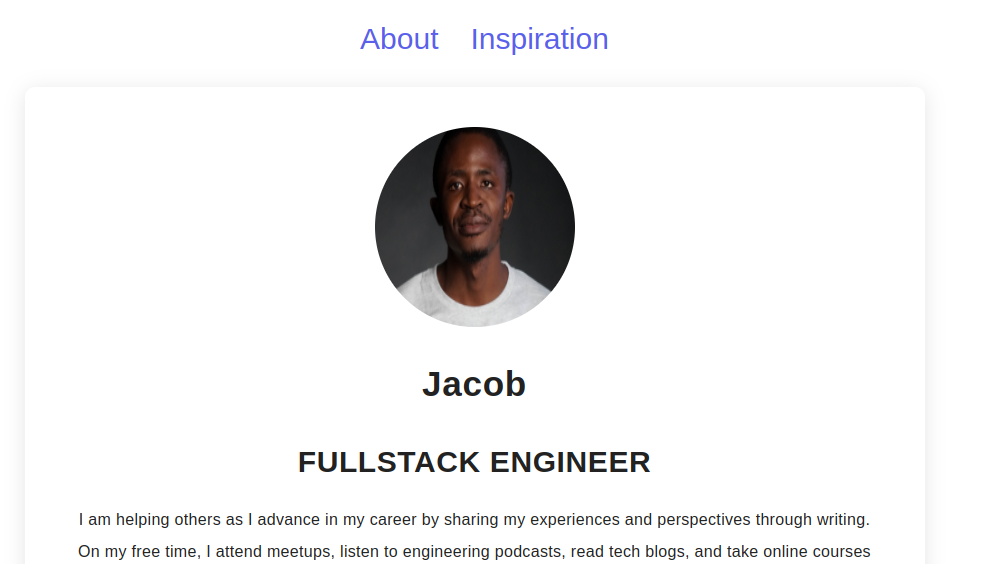 About Inspiration
Jacob
FULLSTACK ENGINEER
I am helping others as I advance in my career by sharing my experiences and perspectives through writing.
On my free time, I attend meetups, listen to engineering podcasts, read tech blogs, and take online courses